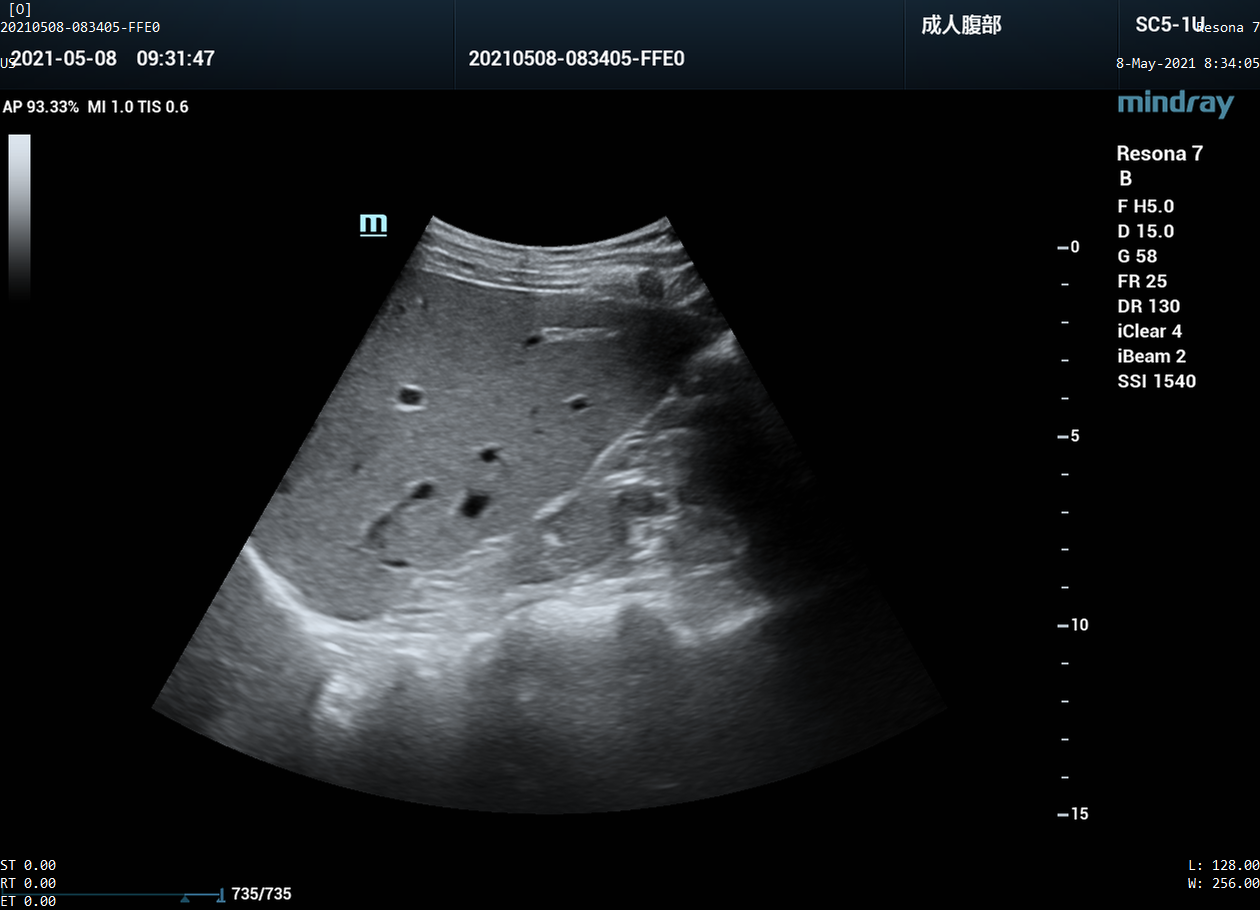 [O]
20210508-083405-FFE0
2021-05-08 09:31:47
US
20210508-083405-FFE0
成人腹部
SC5-1U
Resona 7
8-May-2021 8:34:05
AP 93.33% MI 1.0 TIS 0.6
mindray
Resona 7
B
F H5.0
D 15.0
G 58
FR 25
DR 130
iClear 4
iBeam 2
SSI 1540
m
0
5
10
15
ST 0.00
RT 0.00
ET 0.00
735/735
L: 128.00
W: 256.00